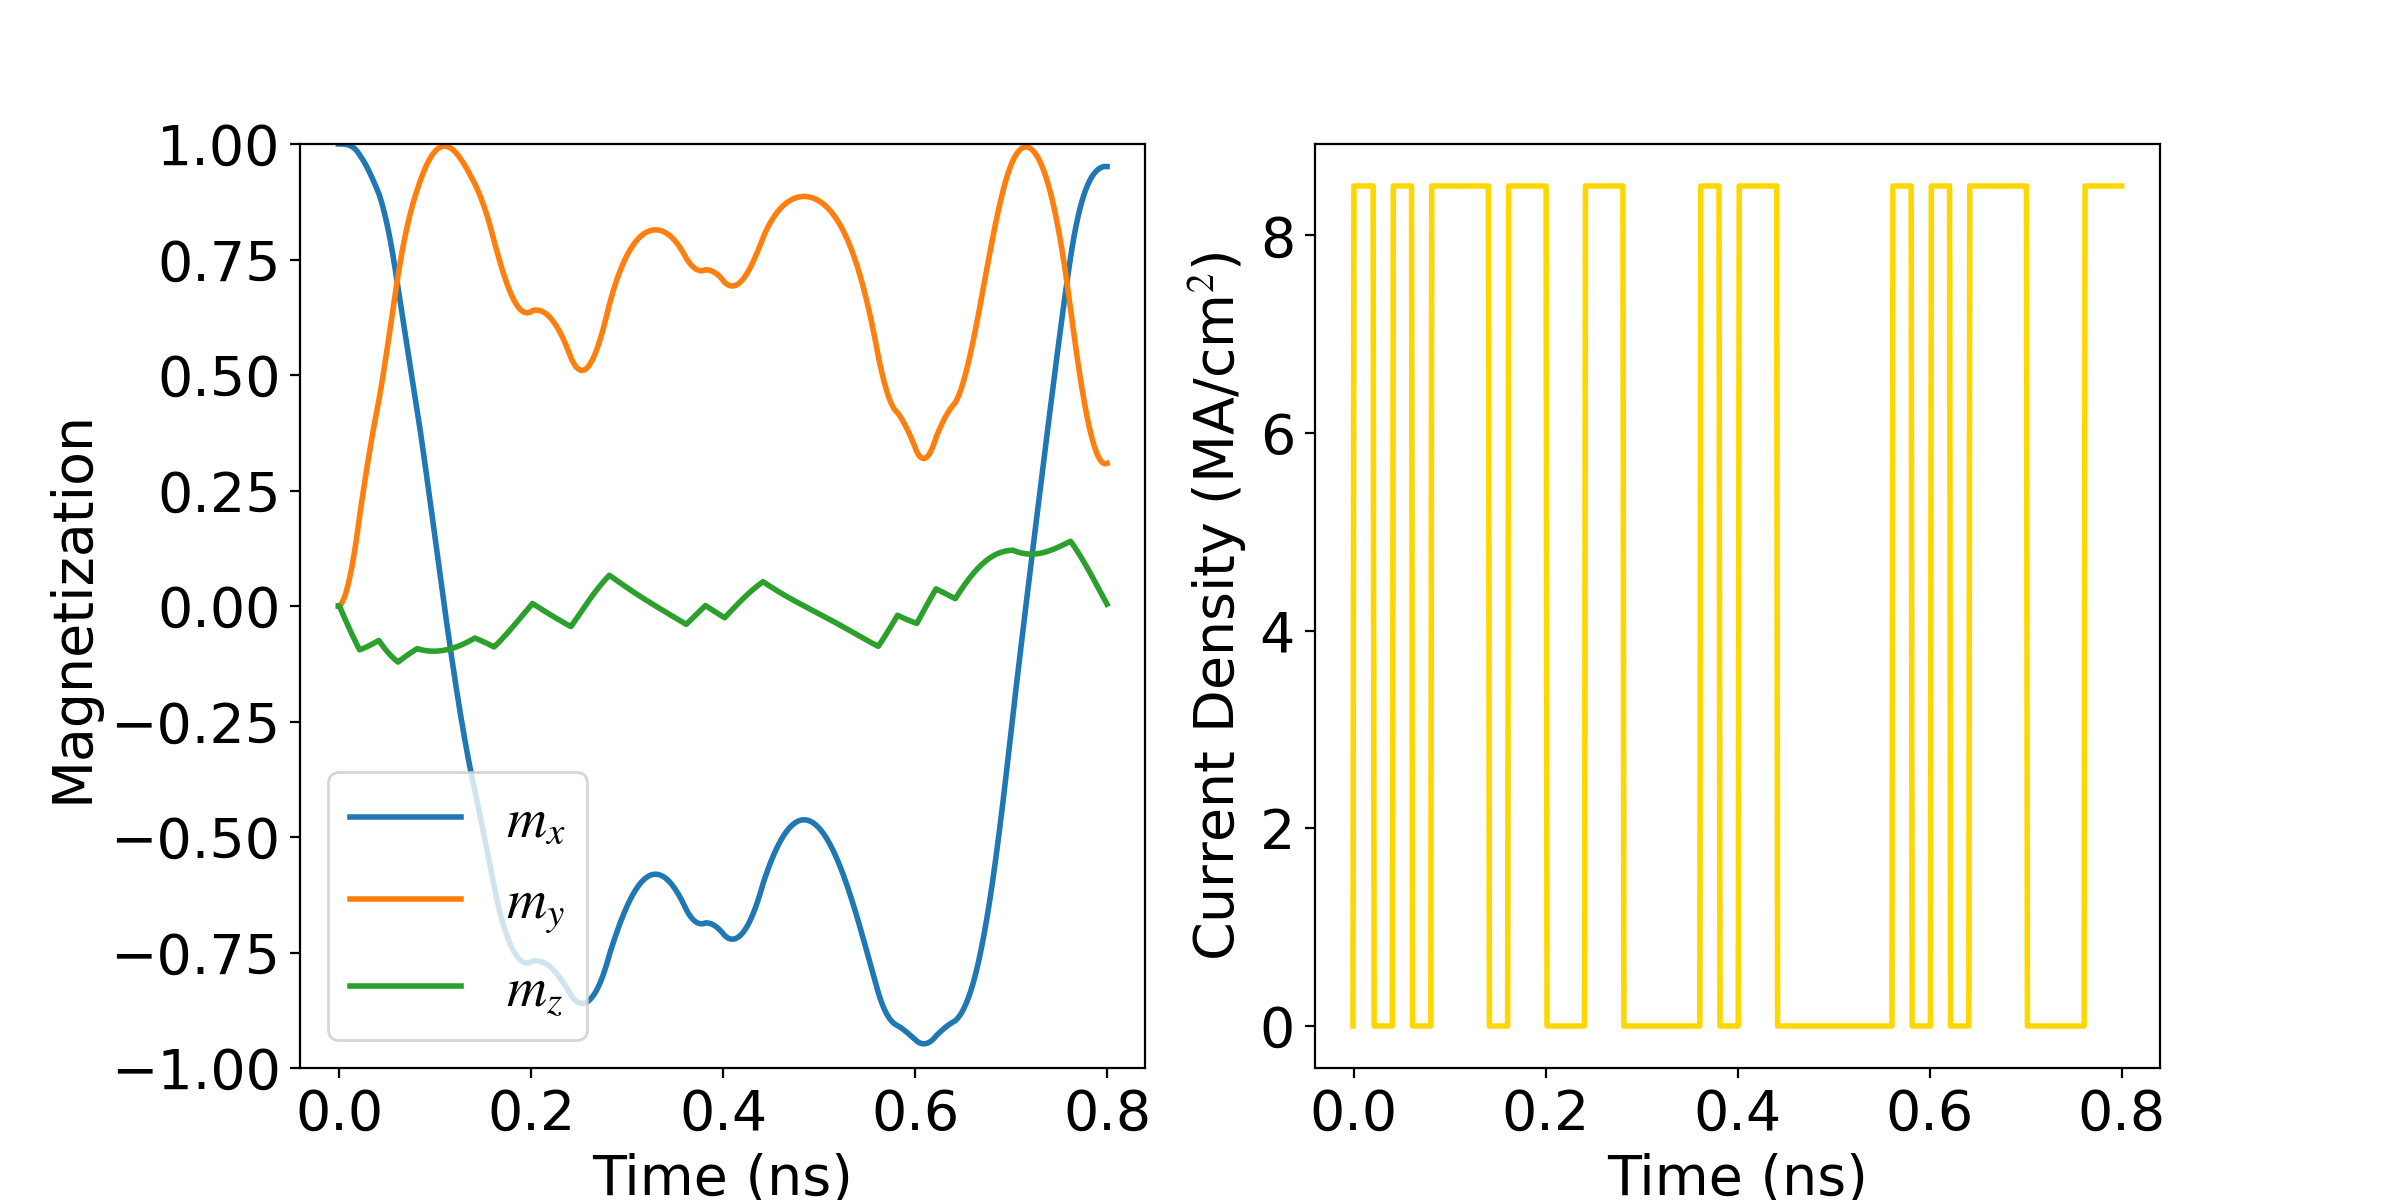 Magnetization
1.00
0.75
0.50
0.25
0.00
−0.25
−0.50
−0.75
−1.00
m_x
m_y
m_z
0.0 0.2 0.4 0.6 0.8
Time (ns)
Current Density (MA/cm²)
8
6
4
2
0
0.0 0.2 0.4 0.6 0.8
Time (ns)